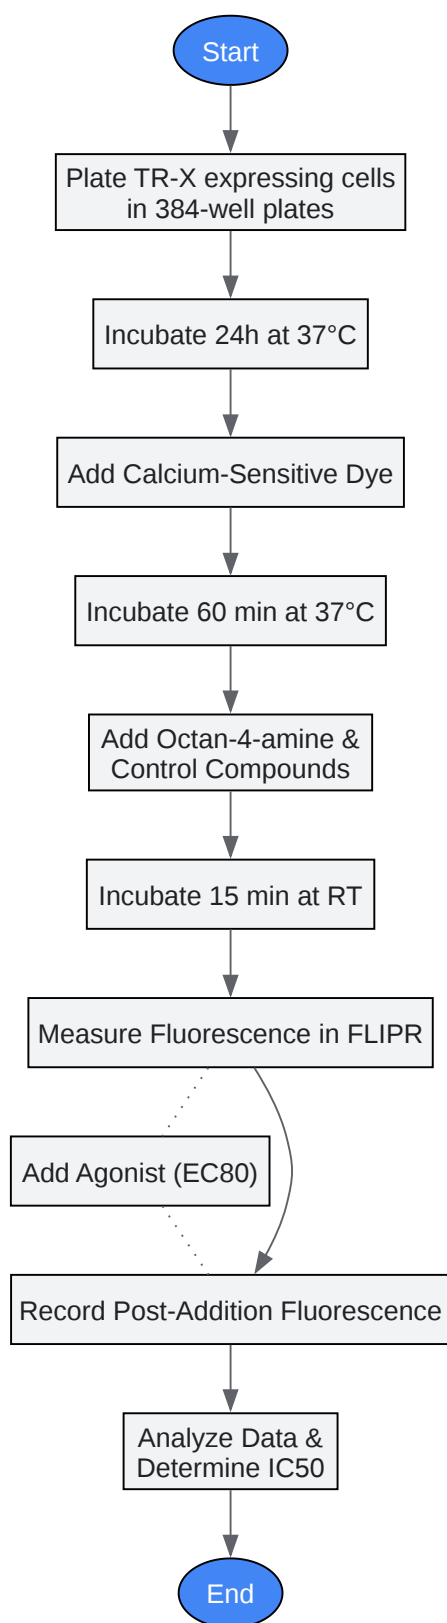 Start
Plate TR-X expressing cells
in 384-well plates
Incubate 24h at 37°C
Add Calcium-Sensitive Dye
Incubate 60 min at 37°C
Add Octan-4-amine &
Control Compounds
Incubate 15 min at RT
Measure Fluorescence in FLIPR
Add Agonist (EC80)
Record Post-Addition Fluorescence
Analyze Data &
Determine IC50
End